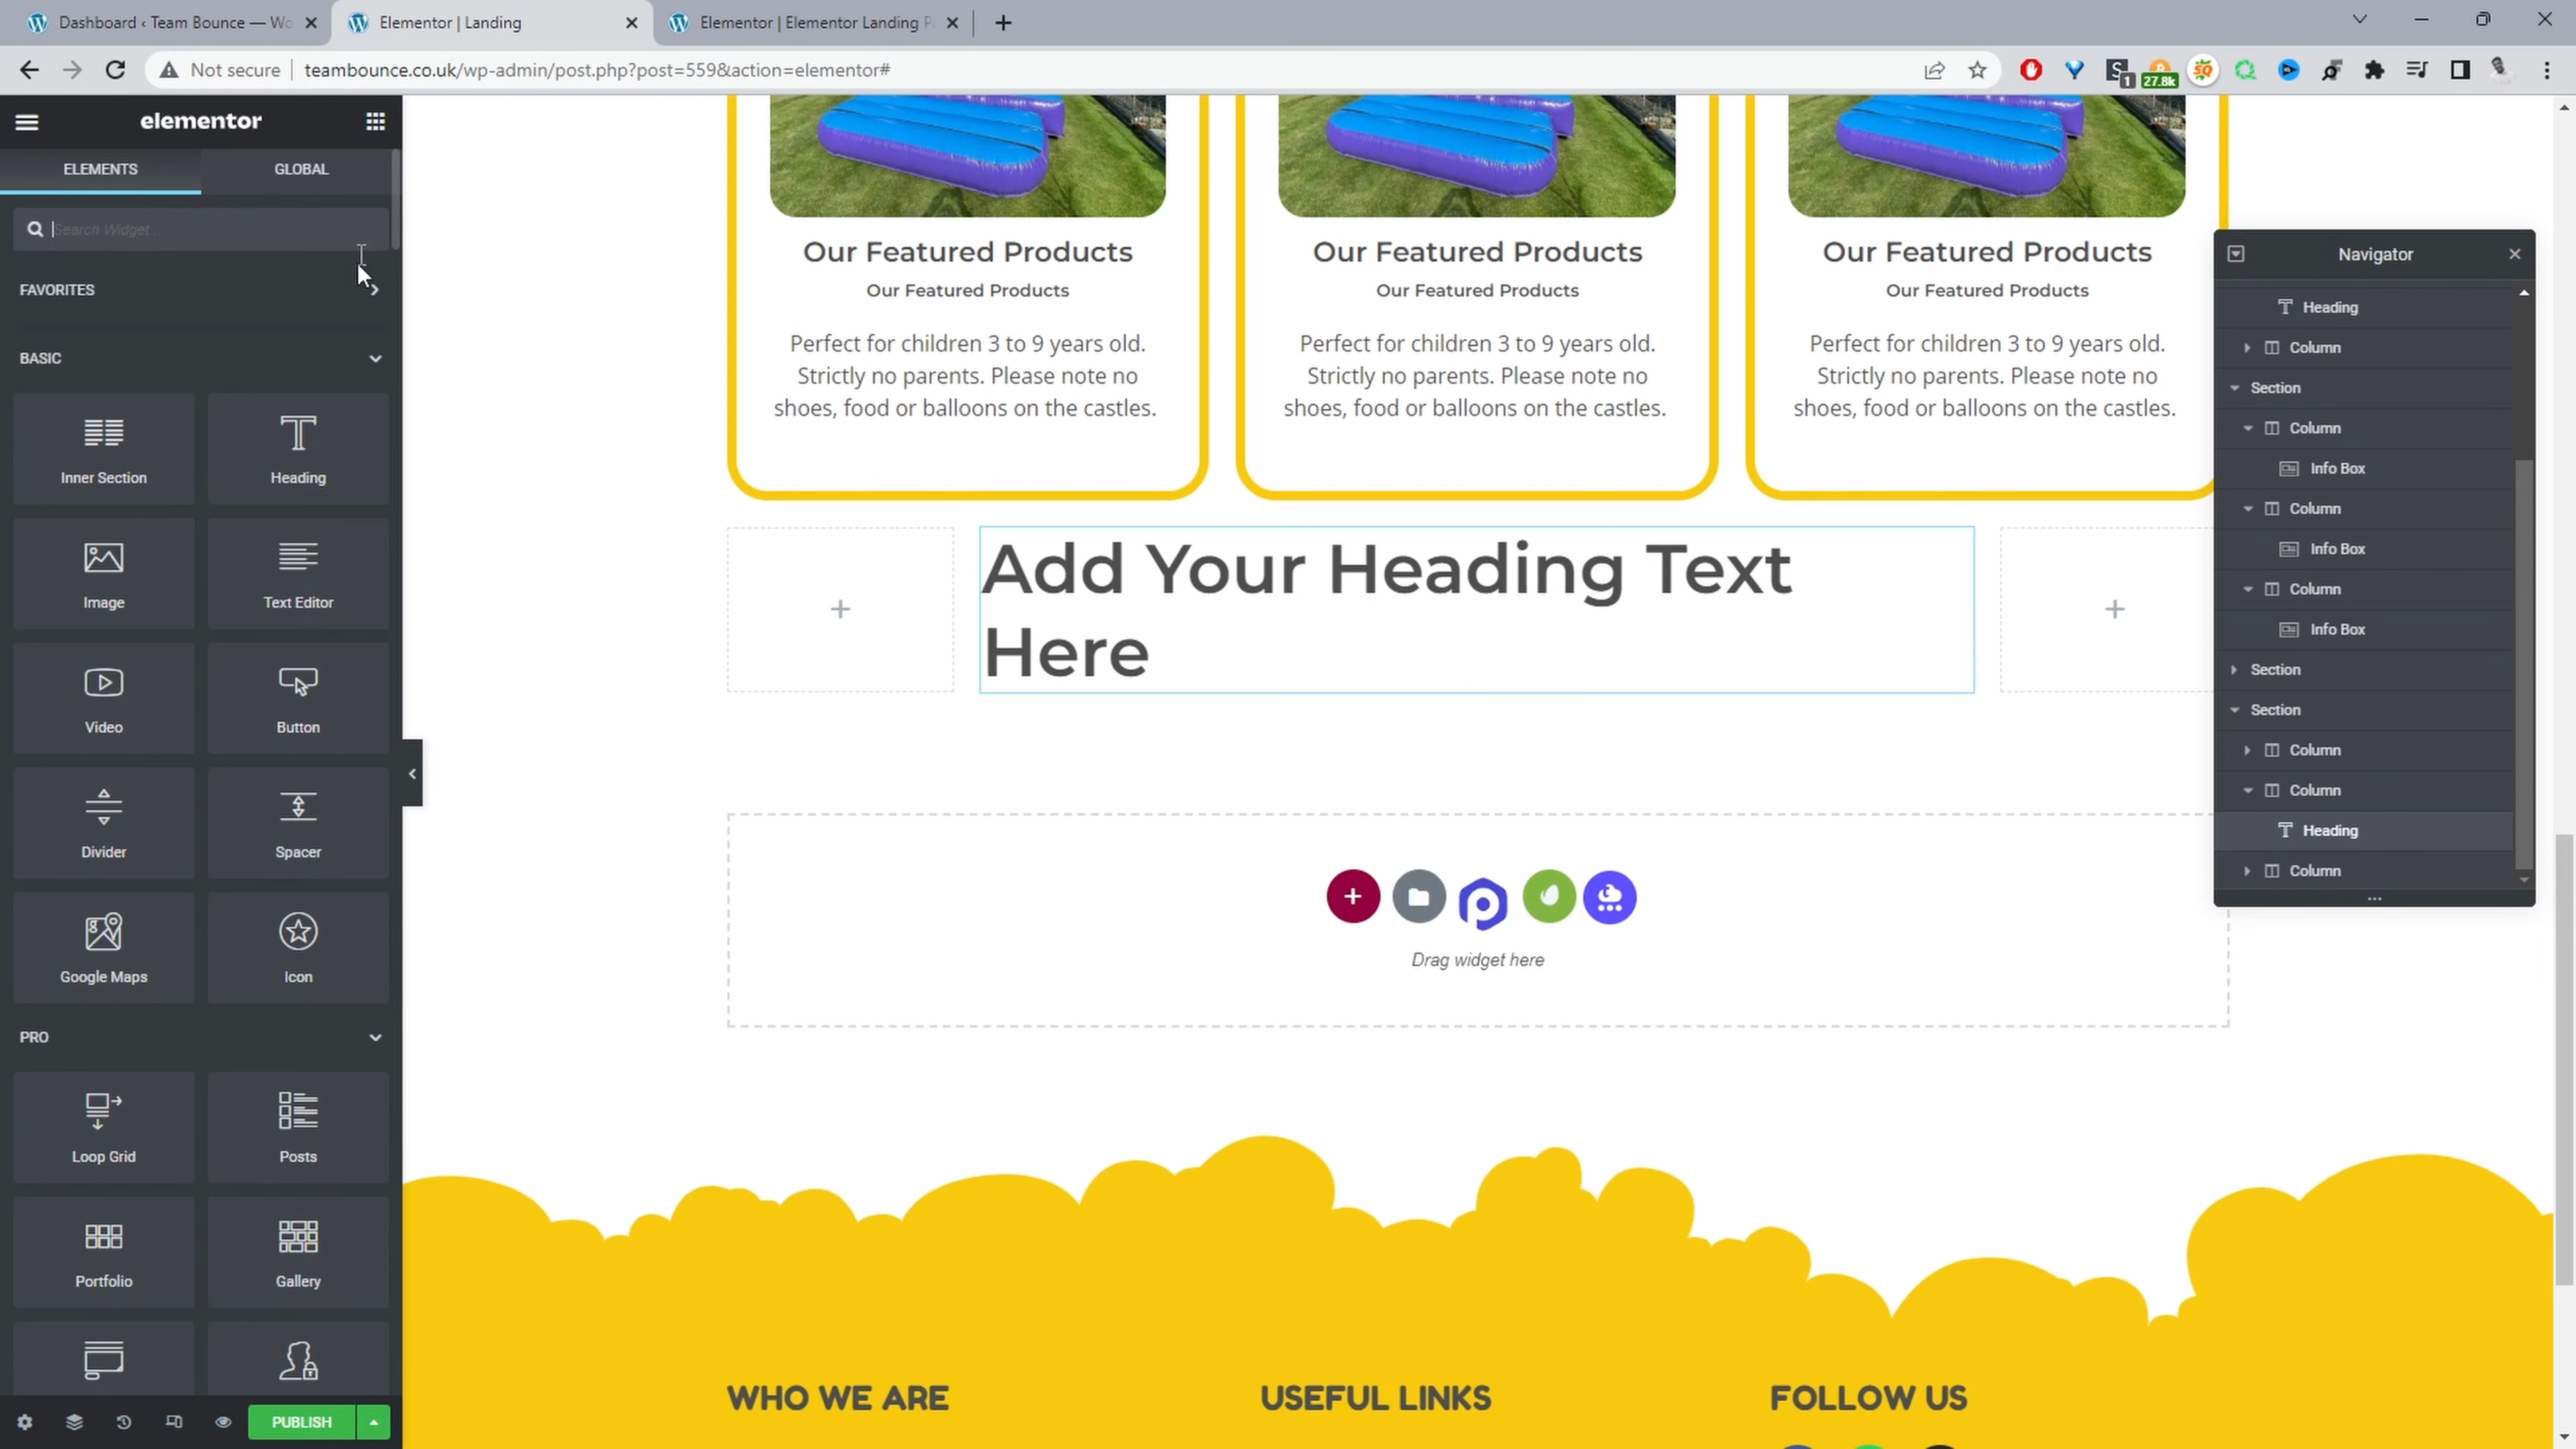 Dashboard ‹ Team Bounce — Wo
Elementor | Landing
Elementor | Elementor Landing P
Not secure
teambounce.co.uk/wp-admin/post.php?post=559&action=elementor#
1
27.8k
elementor
ELEMENTS
GLOBAL
Search Widget...
FAVORITES
BASIC
Inner Section
Heading
Image
Text Editor
Video
Button
Divider
Spacer
Google Maps
Icon
PRO
Loop Grid
Posts
Portfolio
Gallery
PUBLISH
Our Featured Products
Our Featured Products
Perfect for children 3 to 9 years old.
Strictly no parents. Please note no
shoes, food or balloons on the castles.
Our Featured Products
Our Featured Products
Perfect for children 3 to 9 years old.
Strictly no parents. Please note no
shoes, food or balloons on the castles.
Our Featured Products
Our Featured Products
Perfect for children 3 to 9 years old.
Strictly no parents. Please note no
shoes, food or balloons on the castles.
Add Your Heading Text
Here
Drag widget here
WHO WE ARE
USEFUL LINKS
FOLLOW US
Navigator
Heading
Column
Section
Column
Info Box
Column
Info Box
Column
Info Box
Section
Section
Column
Column
Heading
Column